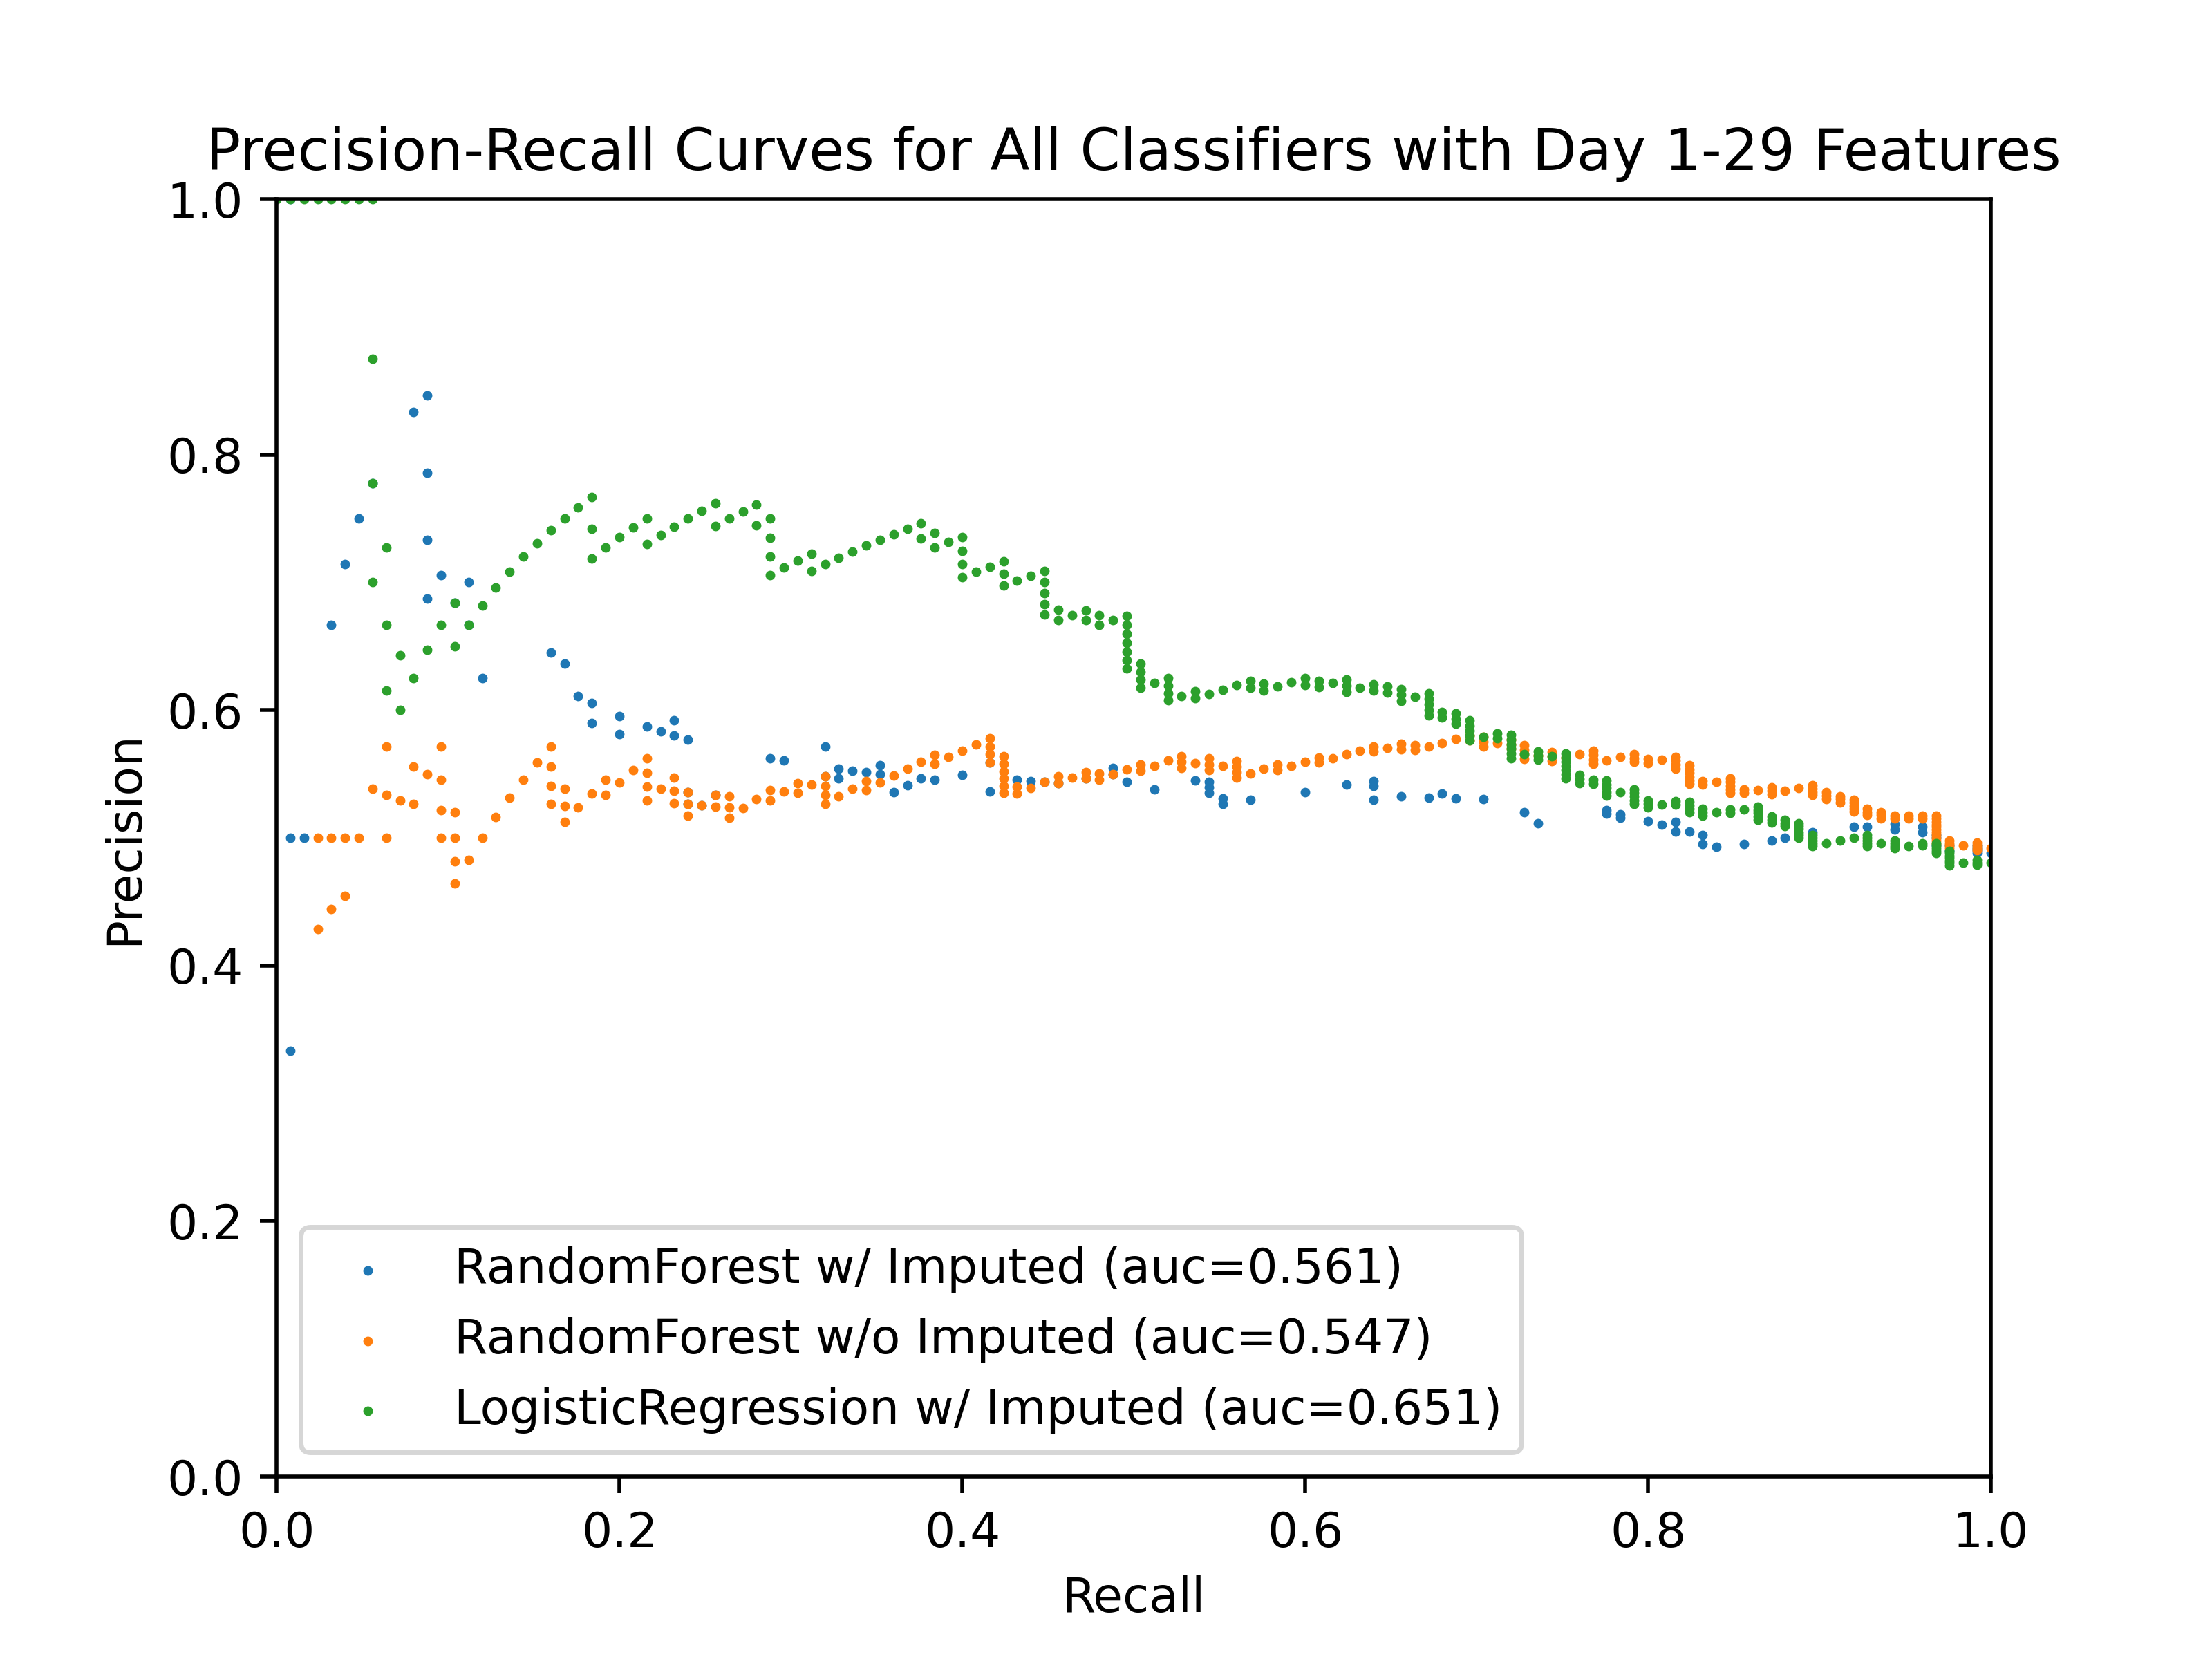 Precision-Recall Curves for All Classifiers with Day 1-29 Features
1.0
0.8
0.6
0.4
0.2
0.0
Precision
RandomForest w/ Imputed (auc=0.561)
RandomForest w/o Imputed (auc=0.547)
LogisticRegression w/ Imputed (auc=0.651)
0.0 0.2 0.4 0.6 0.8 1.0
Recall